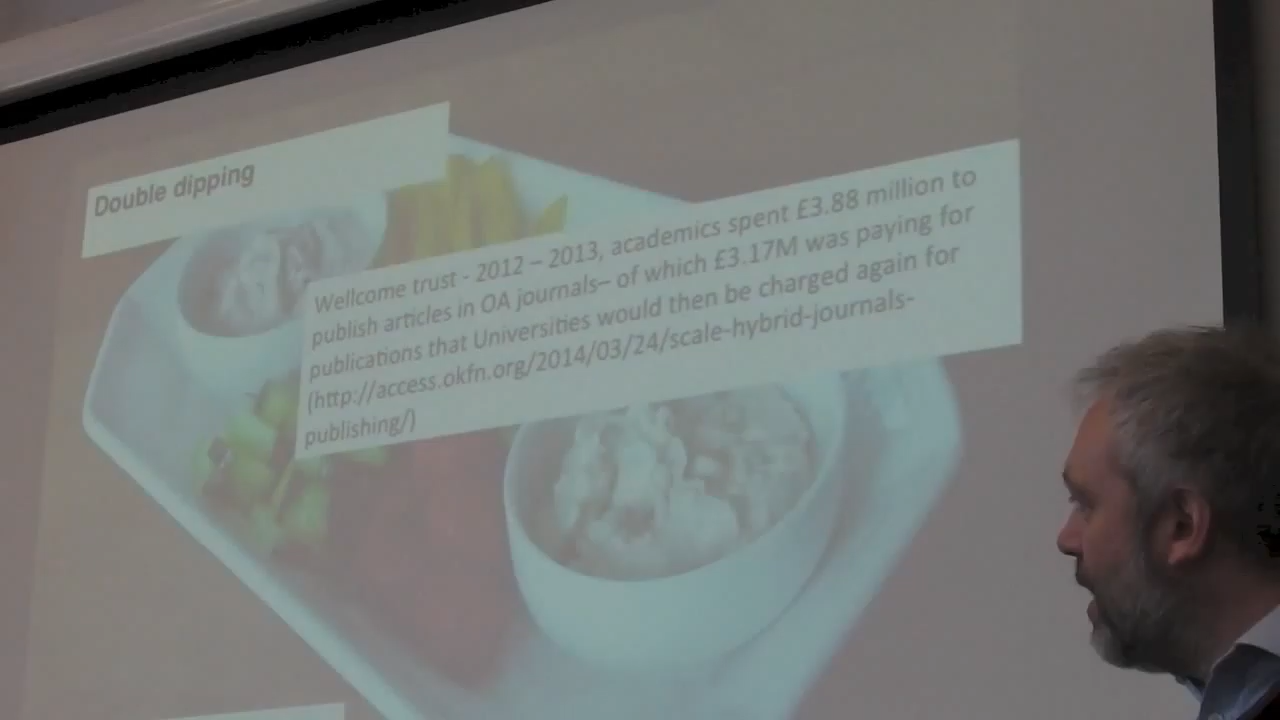 Double dipping
Wellcome trust - 2012 – 2013, academics spent £3.88 million to
publish articles in OA journals– of which £3.17M was paying for
publications that Universities would then be charged again for
(http://access.okfn.org/2014/03/24/scale-hybrid-journals-
publishing/)